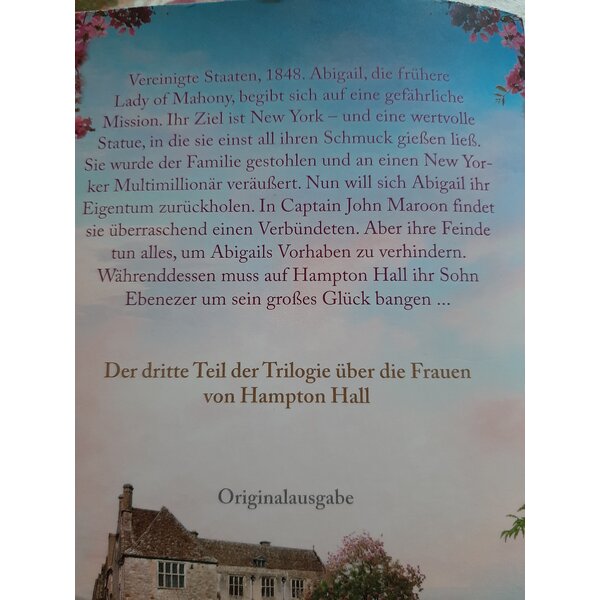 Vereinigte Staaten, 1848. Abigail, die frühere
Lady of Mahony, begibt sich auf eine gefährliche
Mission. Ihr Ziel ist New York – und eine wertvolle
Statue, in die sie einst all ihren Schmuck gießen ließ.
Sie wurde der Familie gestohlen und an einen New Yor-
ker Multimillionär veräußert. Nun will sich Abigail ihr
Eigentum zurückholen. In Captain John Maroon findet
sie überraschend einen Verbündeten. Aber ihre Feinde
tun alles, um Abigails Vorhaben zu verhindern.
Währenddessen muss auf Hampton Hall ihr Sohn
Ebenezer um sein großes Glück bangen ...
Der dritte Teil der Trilogie über die Frauen
von Hampton Hall
Originalausgabe